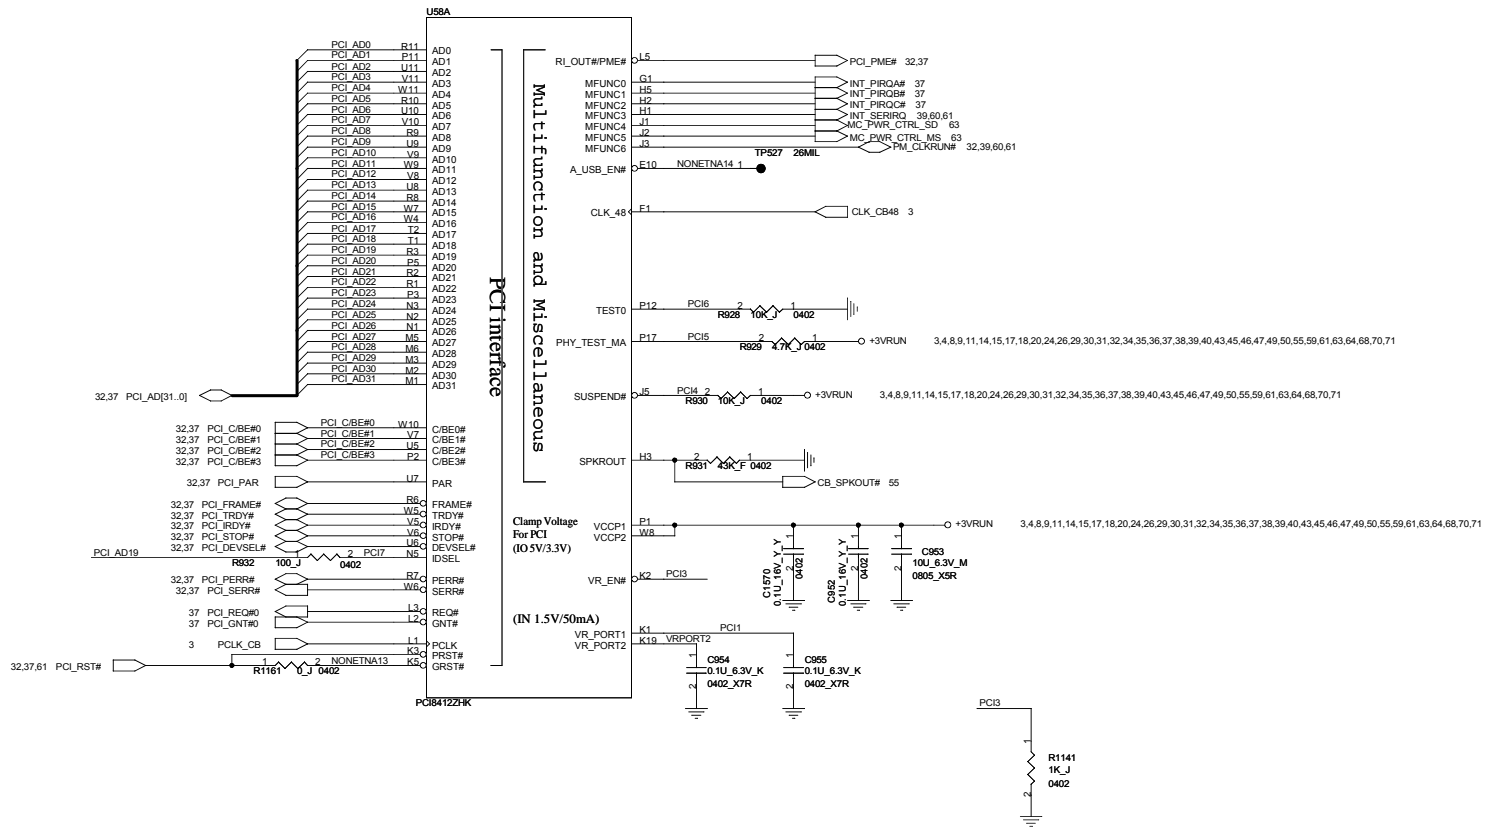 U58A
PCI_AD0 R11 AD0
PCI_AD1 P11 AD1
PCI_AD2 U11 AD2
PCI_AD3 V11 AD3
PCI_AD4 W11 AD4
PCI_AD5 R10 AD5
PCI_AD6 U10 AD6
PCI_AD7 V10 AD7
PCI_AD8 R9 AD8
PCI_AD9 U9 AD9
PCI_AD10 V9 AD10
PCI_AD11 W9 AD11
PCI_AD12 V8 AD12
PCI_AD13 U8 AD13
PCI_AD14 R8 AD14
PCI_AD15 W7 AD15
PCI_AD16 W4 AD16
PCI_AD17 T2 AD17
PCI_AD18 T1 AD18
PCI_AD19 R3 AD19
PCI_AD20 P5 AD20
PCI_AD21 R2 AD21
PCI_AD22 R1 AD22
PCI_AD23 P3 AD23
PCI_AD24 N3 AD24
PCI_AD25 N2 AD25
PCI_AD26 N1 AD26
PCI_AD27 M5 AD27
PCI_AD28 M6 AD28
PCI_AD29 M3 AD29
PCI_AD30 M2 AD30
PCI_AD31 M1 AD31
32,37 PCI_AD[31..0]
32,37 PCI_C/BE#0 PCI_C/BE#0 W10 C/BE0#
32,37 PCI_C/BE#1 PCI_C/BE#1 V7 C/BE1#
32,37 PCI_C/BE#2 PCI_C/BE#2 U5 C/BE2#
32,37 PCI_C/BE#3 PCI_C/BE#3 P2 C/BE3#
32,37 PCI_PAR U7 PAR
32,37 PCI_FRAME# R6 FRAME#
32,37 PCI_TRDY# W5 TRDY#
32,37 PCI_IRDY# V5 IRDY#
32,37 PCI_STOP# V6 STOP#
32,37 PCI_DEVSEL# U6 DEVSEL#
PCI_AD19 1 2 PCI7 N5 IDSEL
R932 100_J 0402
32,37 PCI_PERR# R7 PERR#
32,37 PCI_SERR# W6 SERR#
37 PCI_REQ#0 L3 REQ#
37 PCI_GNT#0 L2 GNT#
3 PCLK_CB L1 PCLK
K3 PRST#
32,37,61 PCI_RST# 1 2 NONETNA13 K5 GRST#
R1161 0_J 0402
PCI8412ZHK
PCI interface
Multifunction and Miscellaneous
RI_OUT#/PME# L5 PCI_PME# 32,37
MFUNC0 G1 INT_PIRQA# 37
MFUNC1 H5 INT_PIRQB# 37
MFUNC2 H2 INT_PIRQC# 37
MFUNC3 H1 INT_SERIRQ 39,60,61
MFUNC4 J1 MC_PWR_CTRL_SD 63
MFUNC5 J2 MC_PWR_CTRL_MS 63
MFUNC6 J3 PM_CLKRUN# 32,39,60,61
TP527 26MIL
A_USB_EN# E10 NONETNA14 1
CLK_48 F1 CLK_CB48 3
TEST0 P12 PCI6 2 1
R928 10K_J 0402
PHY_TEST_MA P17 PCI5 2 1 +3VRUN 3,4,8,9,11,14,15,17,18,20,24,26,29,30,31,32,34,35,36,37,38,39,40,43,45,46,47,49,50,55,59,61,63,64,68,70,71
R929 4.7K_J 0402
SUSPEND# J5 PCI4 2 1 +3VRUN 3,4,8,9,11,14,15,17,18,20,24,26,29,30,31,32,34,35,36,37,38,39,40,43,45,46,47,49,50,55,59,61,63,64,68,70,71
R930 10K_J 0402
SPKROUT H3 2 1
R931 43K_F 0402
CB_SPKOUT# 55
Clamp Voltage
For PCI
(IO 5V/3.3V)
VCCP1 P1 +3VRUN 3,4,8,9,11,14,15,17,18,20,24,26,29,30,31,32,34,35,36,37,38,39,40,43,45,46,47,49,50,55,59,61,63,64,68,70,71
VCCP2 W8
C1570 0.1U_16V_Y_Y 0402 1 2
C952 0.1U_16V_Y_Y 0402 1 2
1 C953
10U_6.3V_M
2 0805_X5R
VR_EN# K2 PCI3
(IN 1.5V/50mA)
VR_PORT1 K1 PCI1
VR_PORT2 K19 VRPORT2
1 C954
0.1U_6.3V_K
2 0402_X7R
1 C955
0.1U_6.3V_K
2 0402_X7R
PCI3
1
R1141
1K_J
0402
2